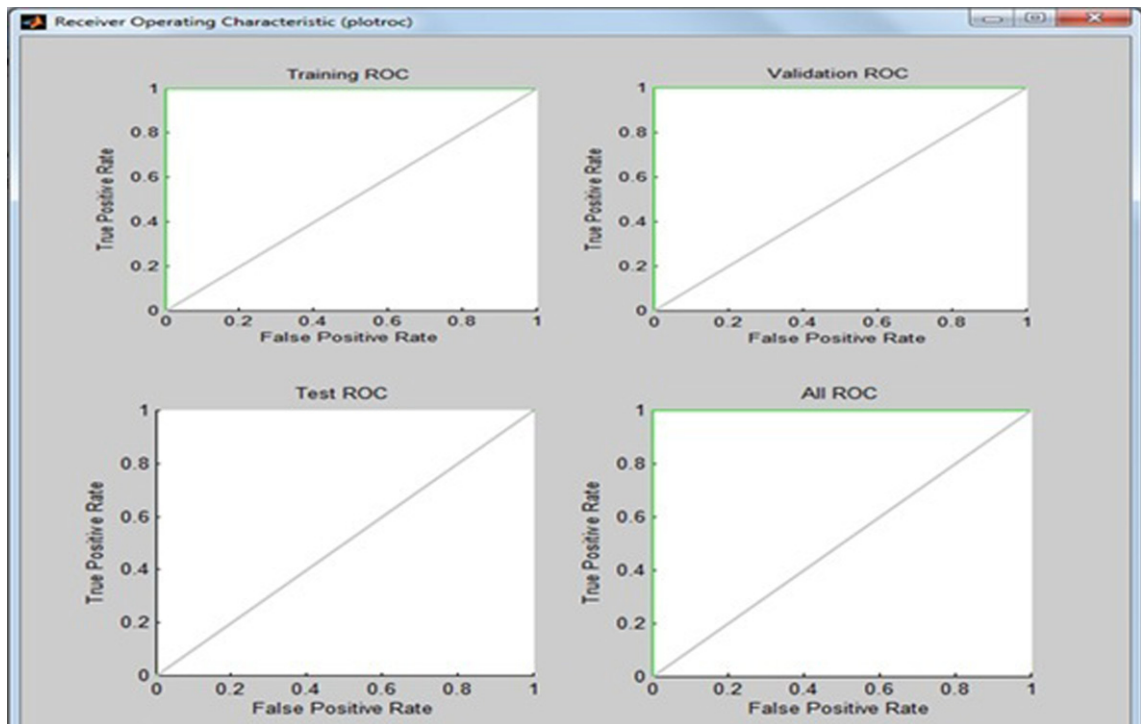 Receiver Operating Characteristic (plotroc)
Training ROC
1
0.8
0.6
0.4
0.2
0
True Positive Rate
0 0.2 0.4 0.6 0.8 1
False Positive Rate
Validation ROC
1
0.8
0.6
0.4
0.2
0
True Positive Rate
0 0.2 0.4 0.6 0.8 1
False Positive Rate
Test ROC
1
0.8
0.6
0.4
0.2
0
True Positive Rate
0 0.2 0.4 0.6 0.8 1
False Positive Rate
All ROC
1
0.8
0.6
0.4
0.2
0
True Positive Rate
0 0.2 0.4 0.6 0.8 1
False Positive Rate